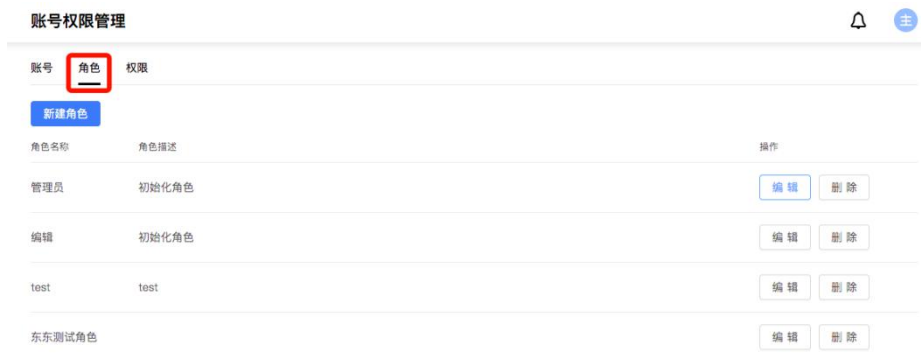 账号权限管理 主
账号 角色 权限
新建角色
角色名称 角色描述 操作
管理员 初始化角色 编辑 删除
编辑 初始化角色 编辑 删除
test test 编辑 删除
东东测试角色 编辑 删除